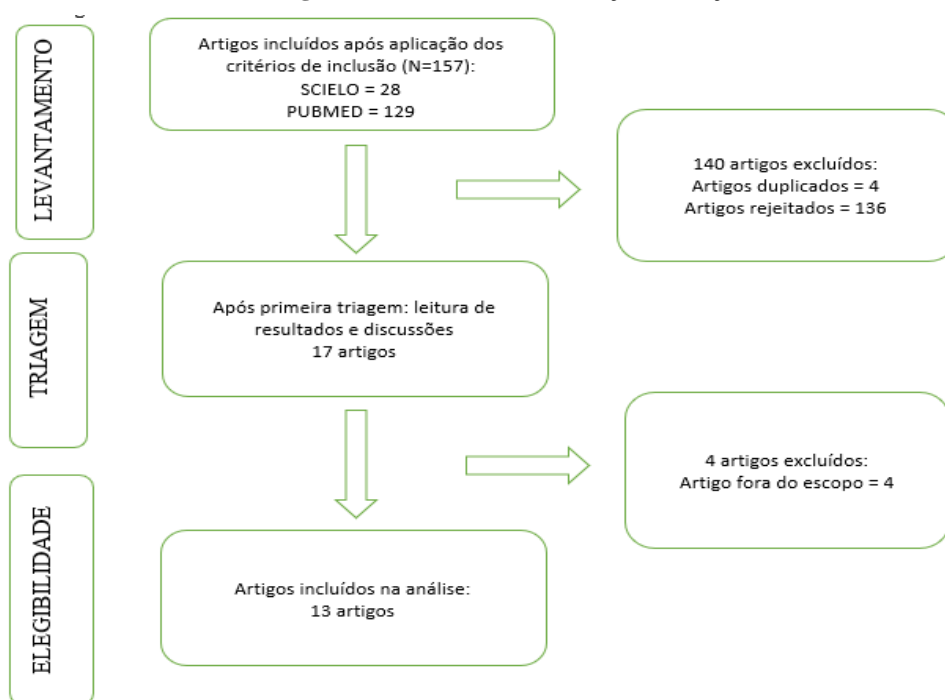 LEVANTAMENTO
Artigos incluídos após aplicação dos
critérios de inclusão (N=157):
SCIELO = 28
PUBMED = 129
140 artigos excluídos:
Artigos duplicados = 4
Artigos rejeitados = 136
TRIAGEM
Após primeira triagem: leitura de
resultados e discussões
17 artigos
4 artigos excluídos:
Artigo fora do escopo = 4
ELEGIBILIDADE
Artigos incluídos na análise:
13 artigos